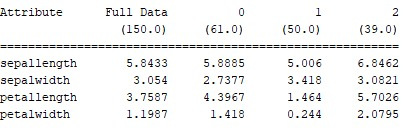 Attribute Full Data 0 1 2
(150.0) (61.0) (50.0) (39.0)
==================================================================
sepallength 5.8433 5.8885 5.006 6.8462
sepalwidth 3.054 2.7377 3.418 3.0821
petallength 3.7587 4.3967 1.464 5.7026
petalwidth 1.1987 1.418 0.244 2.0795